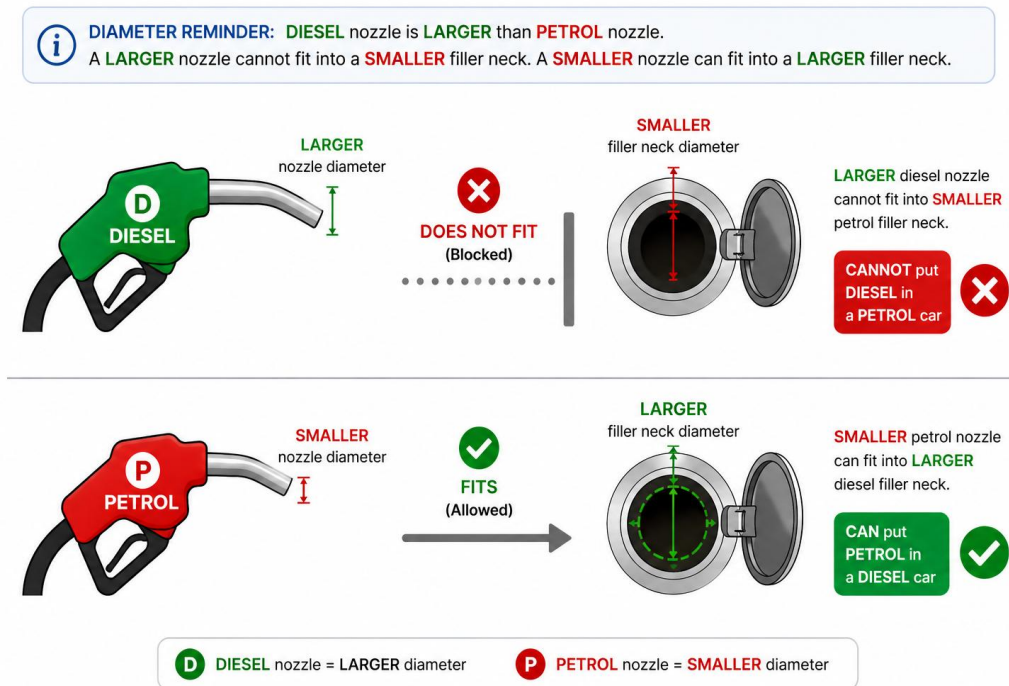 DIAMETER REMINDER: DIESEL nozzle is LARGER than PETROL nozzle.
A LARGER nozzle cannot fit into a SMALLER filler neck. A SMALLER nozzle can fit into a LARGER filler neck.
LARGER
nozzle diameter
D
DIESEL
DOES NOT FIT
(Blocked)
SMALLER
filler neck diameter
LARGER diesel nozzle
cannot fit into SMALLER
petrol filler neck.
CANNOT put
DIESEL in
a PETROL car
SMALLER
nozzle diameter
P
PETROL
FITS
(Allowed)
LARGER
filler neck diameter
SMALLER petrol nozzle
can fit into LARGER
diesel filler neck.
CAN put
PETROL in
a DIESEL car
D DIESEL nozzle = LARGER diameter
P PETROL nozzle = SMALLER diameter